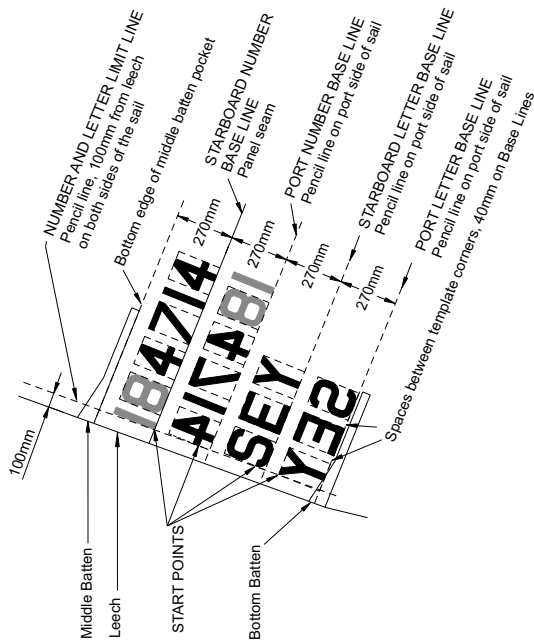 NUMBER AND LETTER LIMIT LINE
Pencil line, 100mm from leech
on both sides of the sail
Bottom edge of middle batten pocket
STARBOARD NUMBER
BASE LINE
Panel seam
PORT NUMBER BASE LINE
Pencil line on port side of sail
STARBOARD LETTER BASE LINE
Pencil line on port side of sail
PORT LETTER BASE LINE
Pencil line on port side of sail
Spaces between template corners, 40mm on Base Lines
270mm
270mm
270mm
270mm
184714
184714
SEY
SEY
100mm
Middle Batten
Leech
START POINTS
Bottom Batten